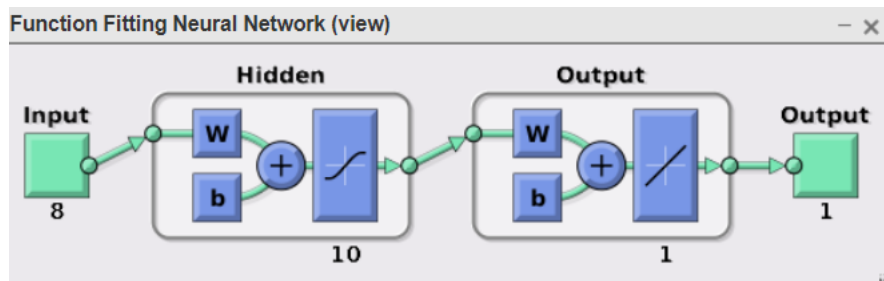 Function Fitting Neural Network (view)
Hidden Output
Input Output
W W
+ +
b b
8 1
10 1